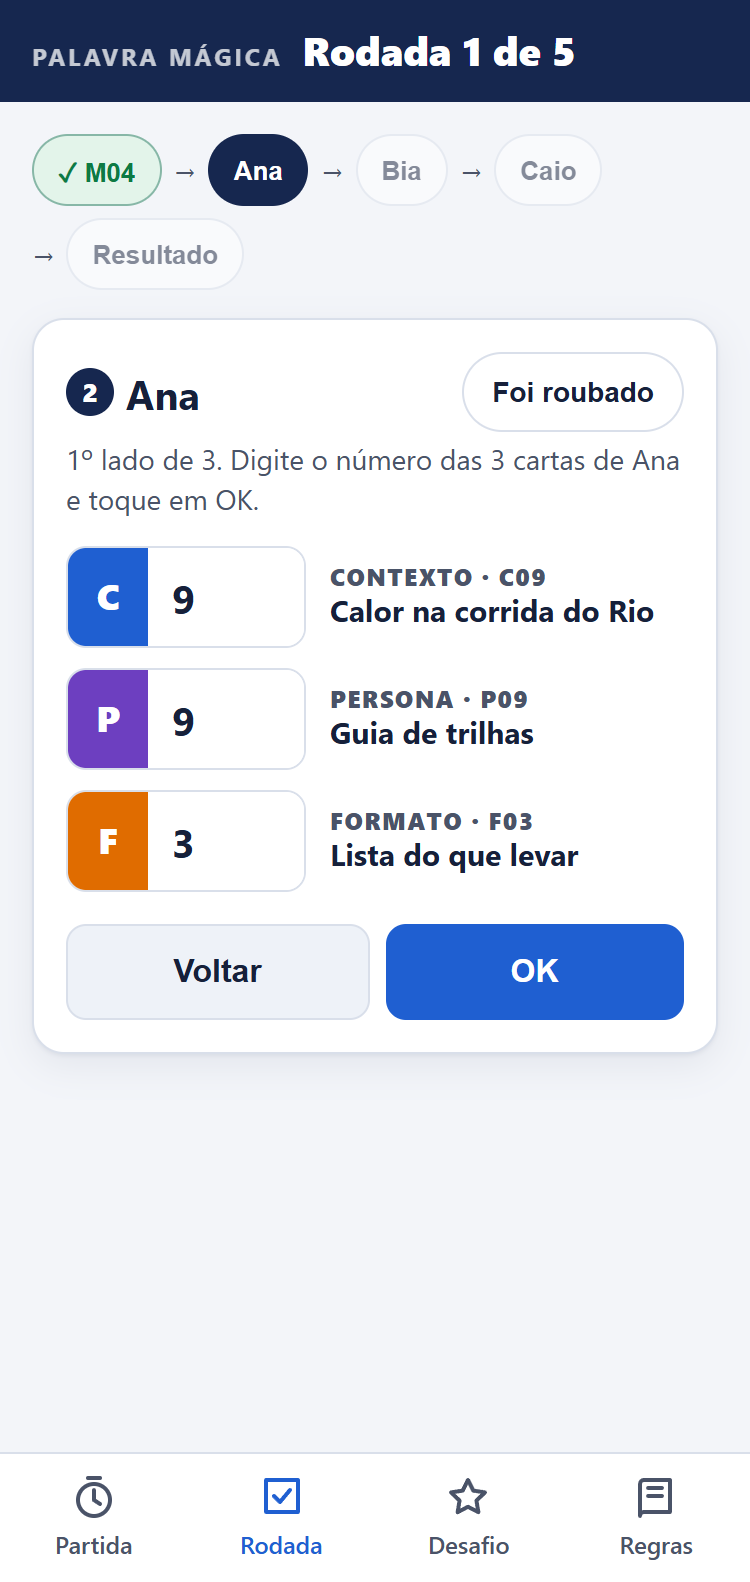 PALAVRA MÁGICA Rodada 1 de 5
✓ M04 → Ana → Bia → Caio
→ Resultado
2 Ana Foi roubado
1º lado de 3. Digite o número das 3 cartas de Ana
e toque em OK.
C 9 CONTEXTO · C09
Calor na corrida do Rio
P 9 PERSONA · P09
Guia de trilhas
F 3 FORMATO · F03
Lista do que levar
Voltar OK
Partida Rodada Desafio Regras